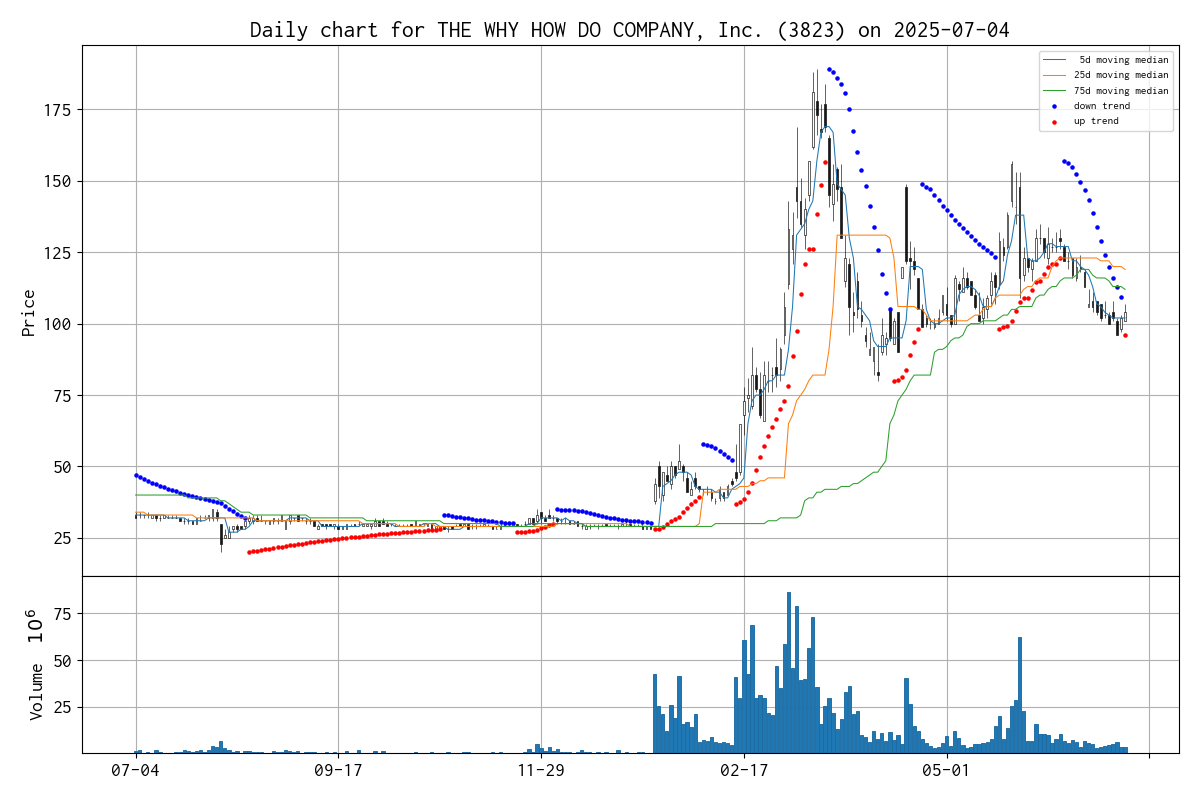 Daily chart for THE WHY HOW DO COMPANY, Inc. (3823) on 2025-07-04
5d moving median
25d moving median
75d moving median
down trend
up trend
Price
175
150
125
100
75
50
25
Volume 10⁶
75
50
25
07-04 09-17 11-29 02-17 05-01